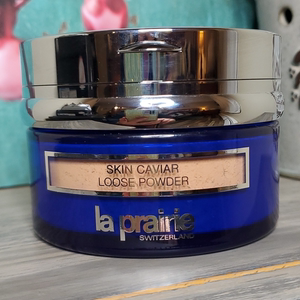 SKIN CAVIAR
LOOSE POWDER
la prairie
SWITZERLAND